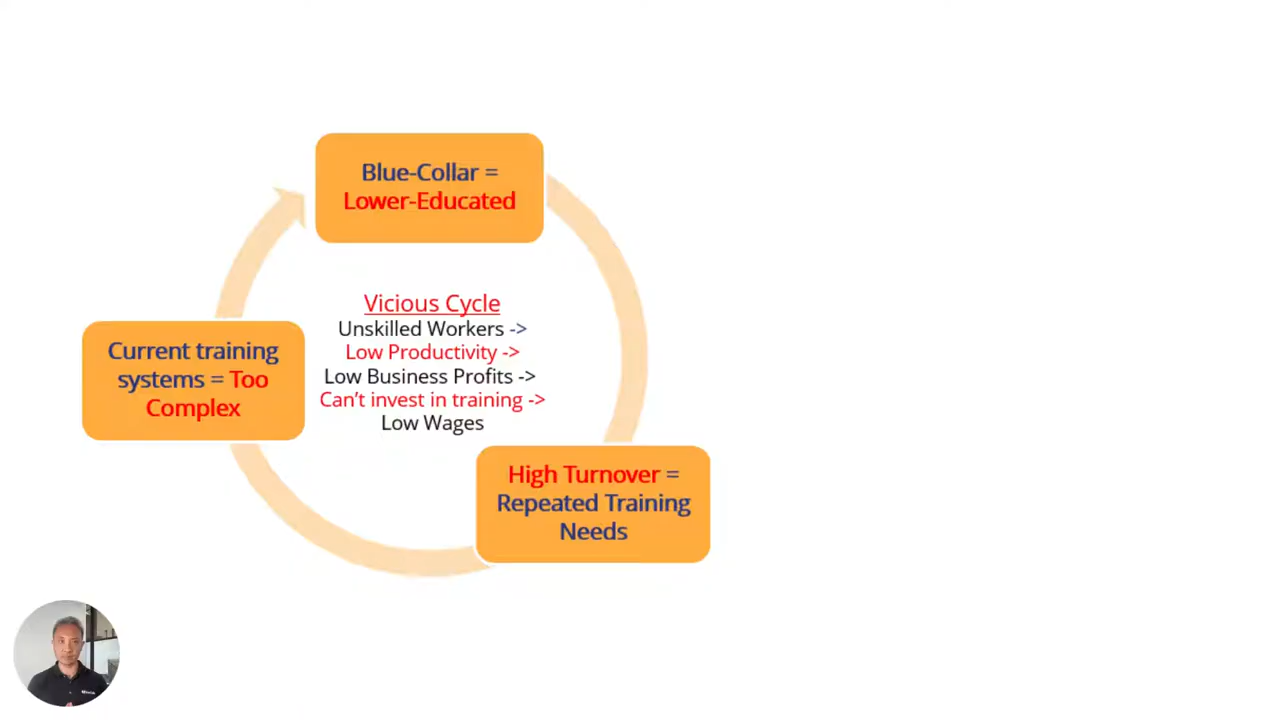 Blue-Collar =
Lower-Educated
Vicious Cycle
Unskilled Workers ->
Low Productivity ->
Low Business Profits ->
Can't invest in training ->
Low Wages
Current training
systems = Too
Complex
High Turnover =
Repeated Training
Needs